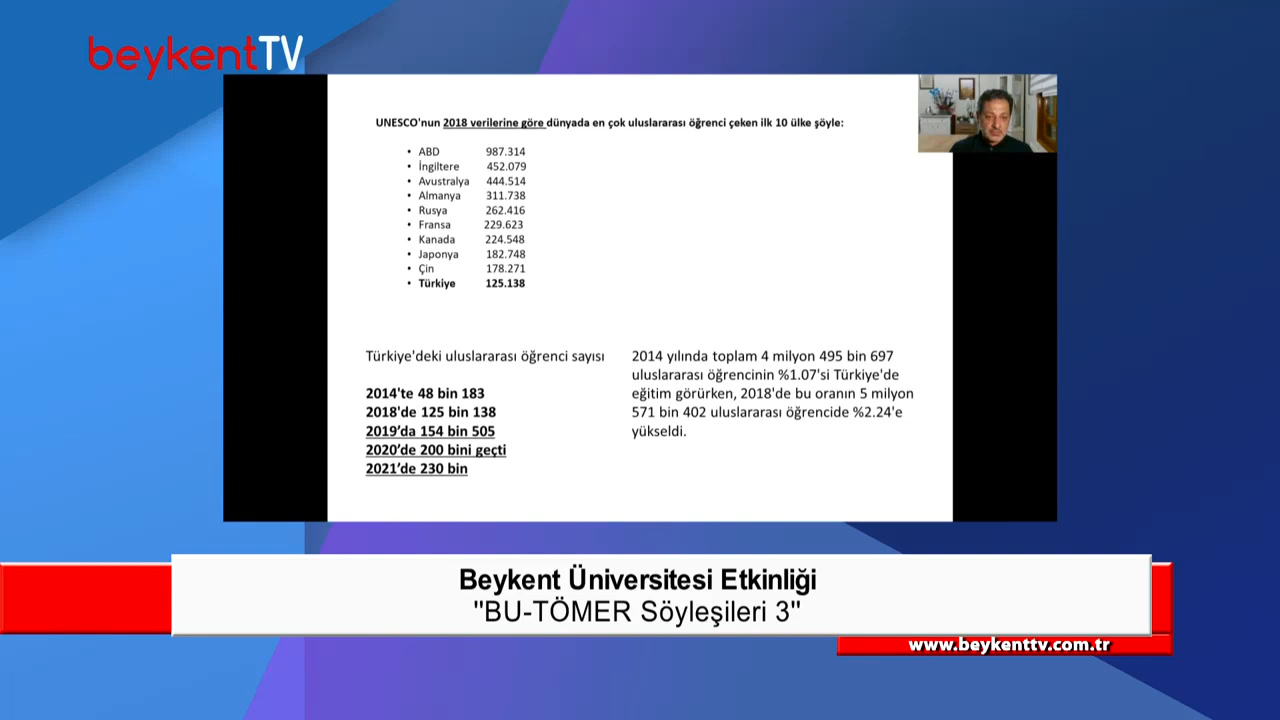 beykentTV
UNESCO'nun 2018 verilerine göre dünyada en çok uluslararası öğrenci çeken ilk 10 ülke şöyle:
• ABD 987.314
• İngiltere 452.079
• Avustralya 444.514
• Almanya 311.738
• Rusya 262.416
• Fransa 229.623
• Kanada 224.548
• Japonya 182.748
• Çin 178.271
• Türkiye 125.138
Türkiye'deki uluslararası öğrenci sayısı
2014'te 48 bin 183
2018'de 125 bin 138
2019’da 154 bin 505
2020’de 200 bini geçti
2021’de 230 bin
2014 yılında toplam 4 milyon 495 bin 697
uluslararası öğrencinin %1.07'si Türkiye'de
eğitim görürken, 2018'de bu oranın 5 milyon
571 bin 402 uluslararası öğrencide %2.24'e
yükseldi.
Beykent Üniversitesi Etkinliği
"BU-TÖMER Söyleşileri 3"
www.beykenttv.com.tr